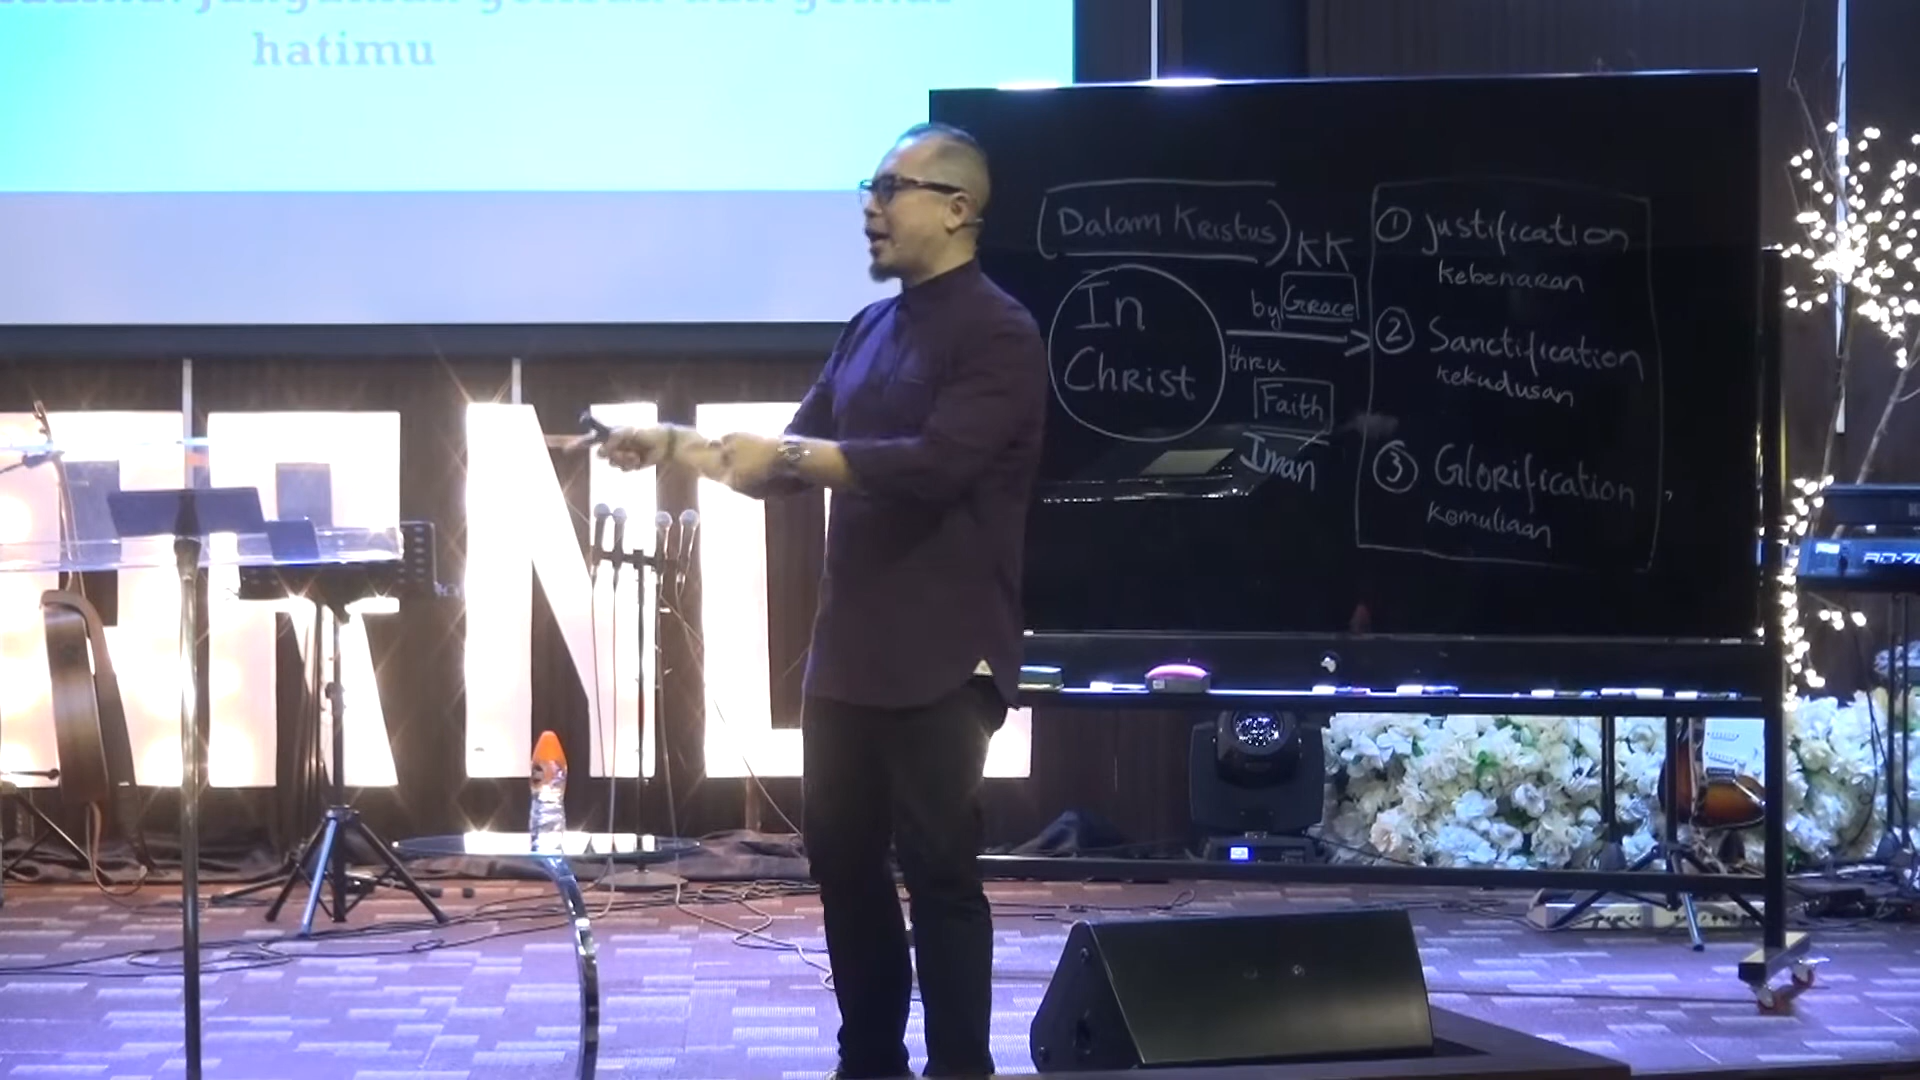 hatimu
(Dalam Kristus) KK
In
Christ
by Grace
thru
Faith
Iman
① Justification
kebenaran
② Sanctification
kekudusan
③ Glorification
kemuliaan